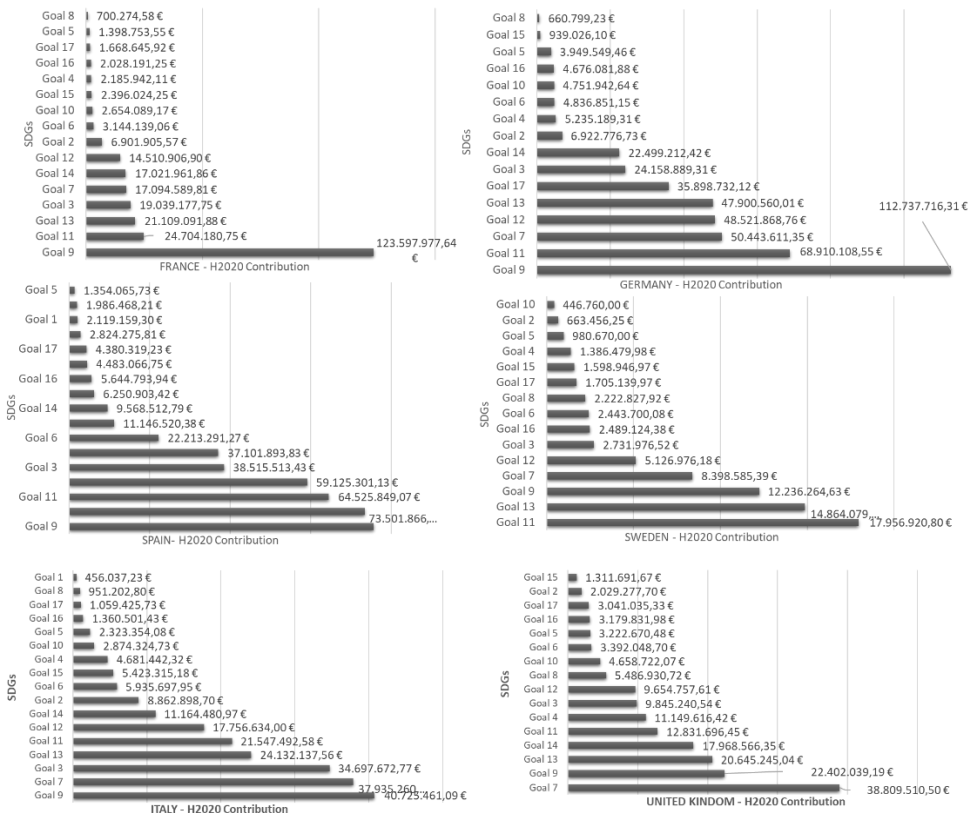 SDGs
Goal 8 700.274,58 €
Goal 5 1.398.753,55 €
Goal 17 1.668.645,92 €
Goal 16 2.028.191,25 €
Goal 4 2.185.942,11 €
Goal 15 2.396.024,25 €
Goal 10 2.654.089,17 €
Goal 6 3.144.139,06 €
Goal 2 6.901.905,57 €
Goal 12 14.510.906,90 €
Goal 14 17.021.961,86 €
Goal 7 17.094.589,81 €
Goal 3 19.039.177,75 €
Goal 13 21.109.091,88 €
Goal 11 24.704.180,75 €
Goal 9 123.597.977,64 €
FRANCE - H2020 Contribution
SDGs
Goal 8 660.799,23 €
Goal 15 939.026,10 €
Goal 5 3.949.549,46 €
Goal 16 4.676.081,88 €
Goal 10 4.751.942,64 €
Goal 6 4.836.851,15 €
Goal 4 5.235.189,31 €
Goal 2 6.922.776,73 €
Goal 14 22.499.212,42 €
Goal 3 24.158.889,31 €
Goal 17 35.898.732,12 €
Goal 13 47.900.560,01 €
Goal 12 48.521.868,76 €
Goal 7 50.443.611,35 €
Goal 11 68.910.108,55 €
Goal 9 112.737.716,31 €
GERMANY - H2020 Contribution
SDGs
Goal 5 1.354.065,73 €
1.986.468,21 €
Goal 1 2.119.159,30 €
2.824.275,81 €
Goal 17 4.380.319,23 €
4.483.066,75 €
Goal 16 5.644.793,94 €
6.250.903,42 €
Goal 14 9.568.512,79 €
11.146.520,38 €
Goal 6 22.213.291,27 €
37.101.893,83 €
Goal 3 38.515.513,43 €
59.125.301,13 €
Goal 11 64.525.849,07 €
73.501.866,...
Goal 9
SPAIN- H2020 Contribution
SDGs
Goal 10 446.760,00 €
Goal 2 663.456,25 €
Goal 5 980.670,00 €
Goal 4 1.386.479,98 €
Goal 15 1.598.946,97 €
Goal 17 1.705.139,97 €
Goal 8 2.222.827,92 €
Goal 6 2.443.700,08 €
Goal 16 2.489.124,38 €
Goal 3 2.731.976,52 €
Goal 12 5.126.976,18 €
Goal 7 8.398.585,39 €
Goal 9 12.236.264,63 €
Goal 13 14.864.079,...
Goal 11 17.956.920,80 €
SWEDEN - H2020 Contribution
SDGs
Goal 1 456.037,23 €
Goal 8 951.202,80 €
Goal 17 1.059.425,73 €
Goal 16 1.360.501,43 €
Goal 5 2.323.354,08 €
Goal 10 2.874.324,73 €
Goal 4 4.681.442,32 €
Goal 15 5.423.315,18 €
Goal 6 5.935.697,95 €
Goal 2 8.862.898,70 €
Goal 14 11.164.480,97 €
Goal 12 17.756.634,00 €
Goal 11 21.547.492,58 €
Goal 13 24.132.137,56 €
Goal 3 34.697.672,77 €
Goal 7 37.935.260,...
Goal 9 40.723.461,09 €
ITALY - H2020 Contribution
SDGs
Goal 15 1.311.691,67 €
Goal 2 2.029.277,70 €
Goal 17 3.041.035,33 €
Goal 16 3.179.831,98 €
Goal 5 3.222.670,48 €
Goal 6 3.392.048,70 €
Goal 10 4.658.722,07 €
Goal 8 5.486.930,72 €
Goal 12 9.654.757,61 €
Goal 3 9.845.240,54 €
Goal 4 11.149.616,42 €
Goal 11 12.831.696,45 €
Goal 14 17.968.566,35 €
Goal 13 20.645.245,04 €
Goal 9 22.402.039,19 €
Goal 7 38.809.510,50 €
UNITED KINDOM - H2020 Contribution